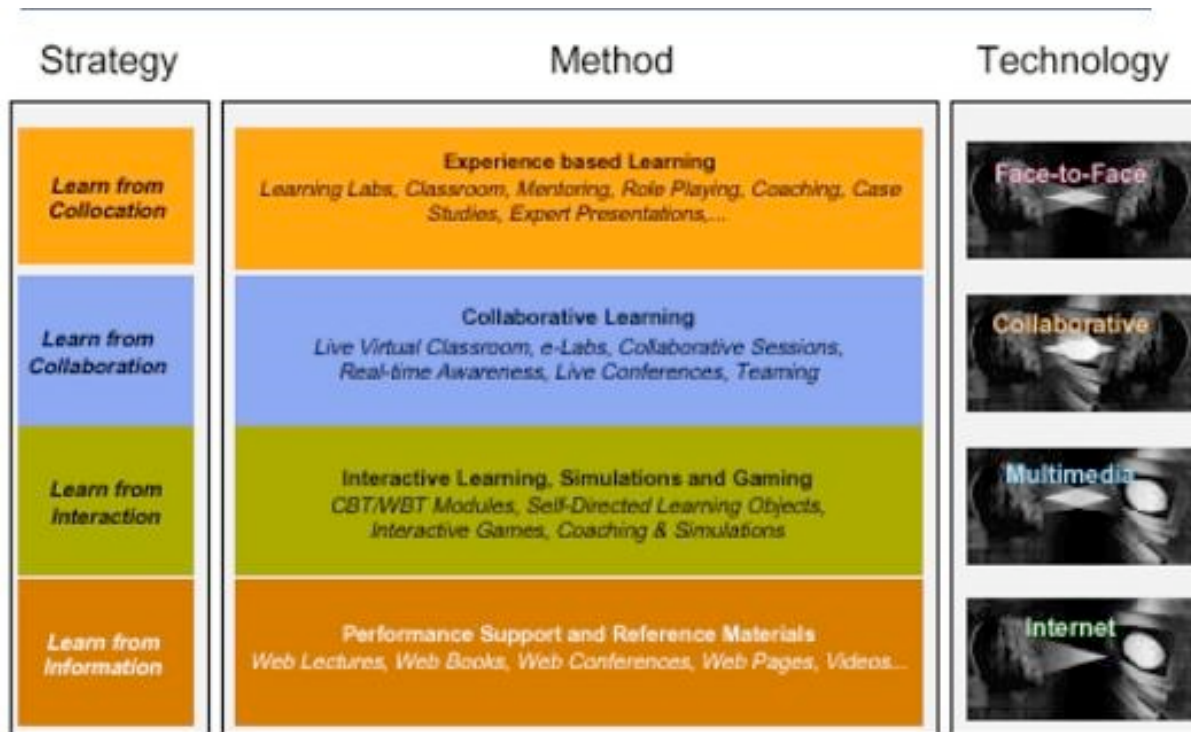 Strategy
Method
Technology
Learn from
Collocation
Experience based Learning
Learning Labs, Classroom, Mentoring, Role Playing, Coaching, Case
Studies, Expert Presentations,...
Face-to-Face
Learn from
Collaboration
Collaborative Learning
Live Virtual Classroom, e-Labs, Collaborative Sessions,
Real-time Awareness, Live Conferences, Teaming
Collaborative
Learn from
Interaction
Interactive Learning, Simulations and Gaming
CBT/WBT Modules, Self-Directed Learning Objects,
Interactive Games, Coaching & Simulations
Multimedia
Learn from
Information
Performance Support and Reference Materials
Web Lectures, Web Books, Web Conferences, Web Pages, Videos...
Internet